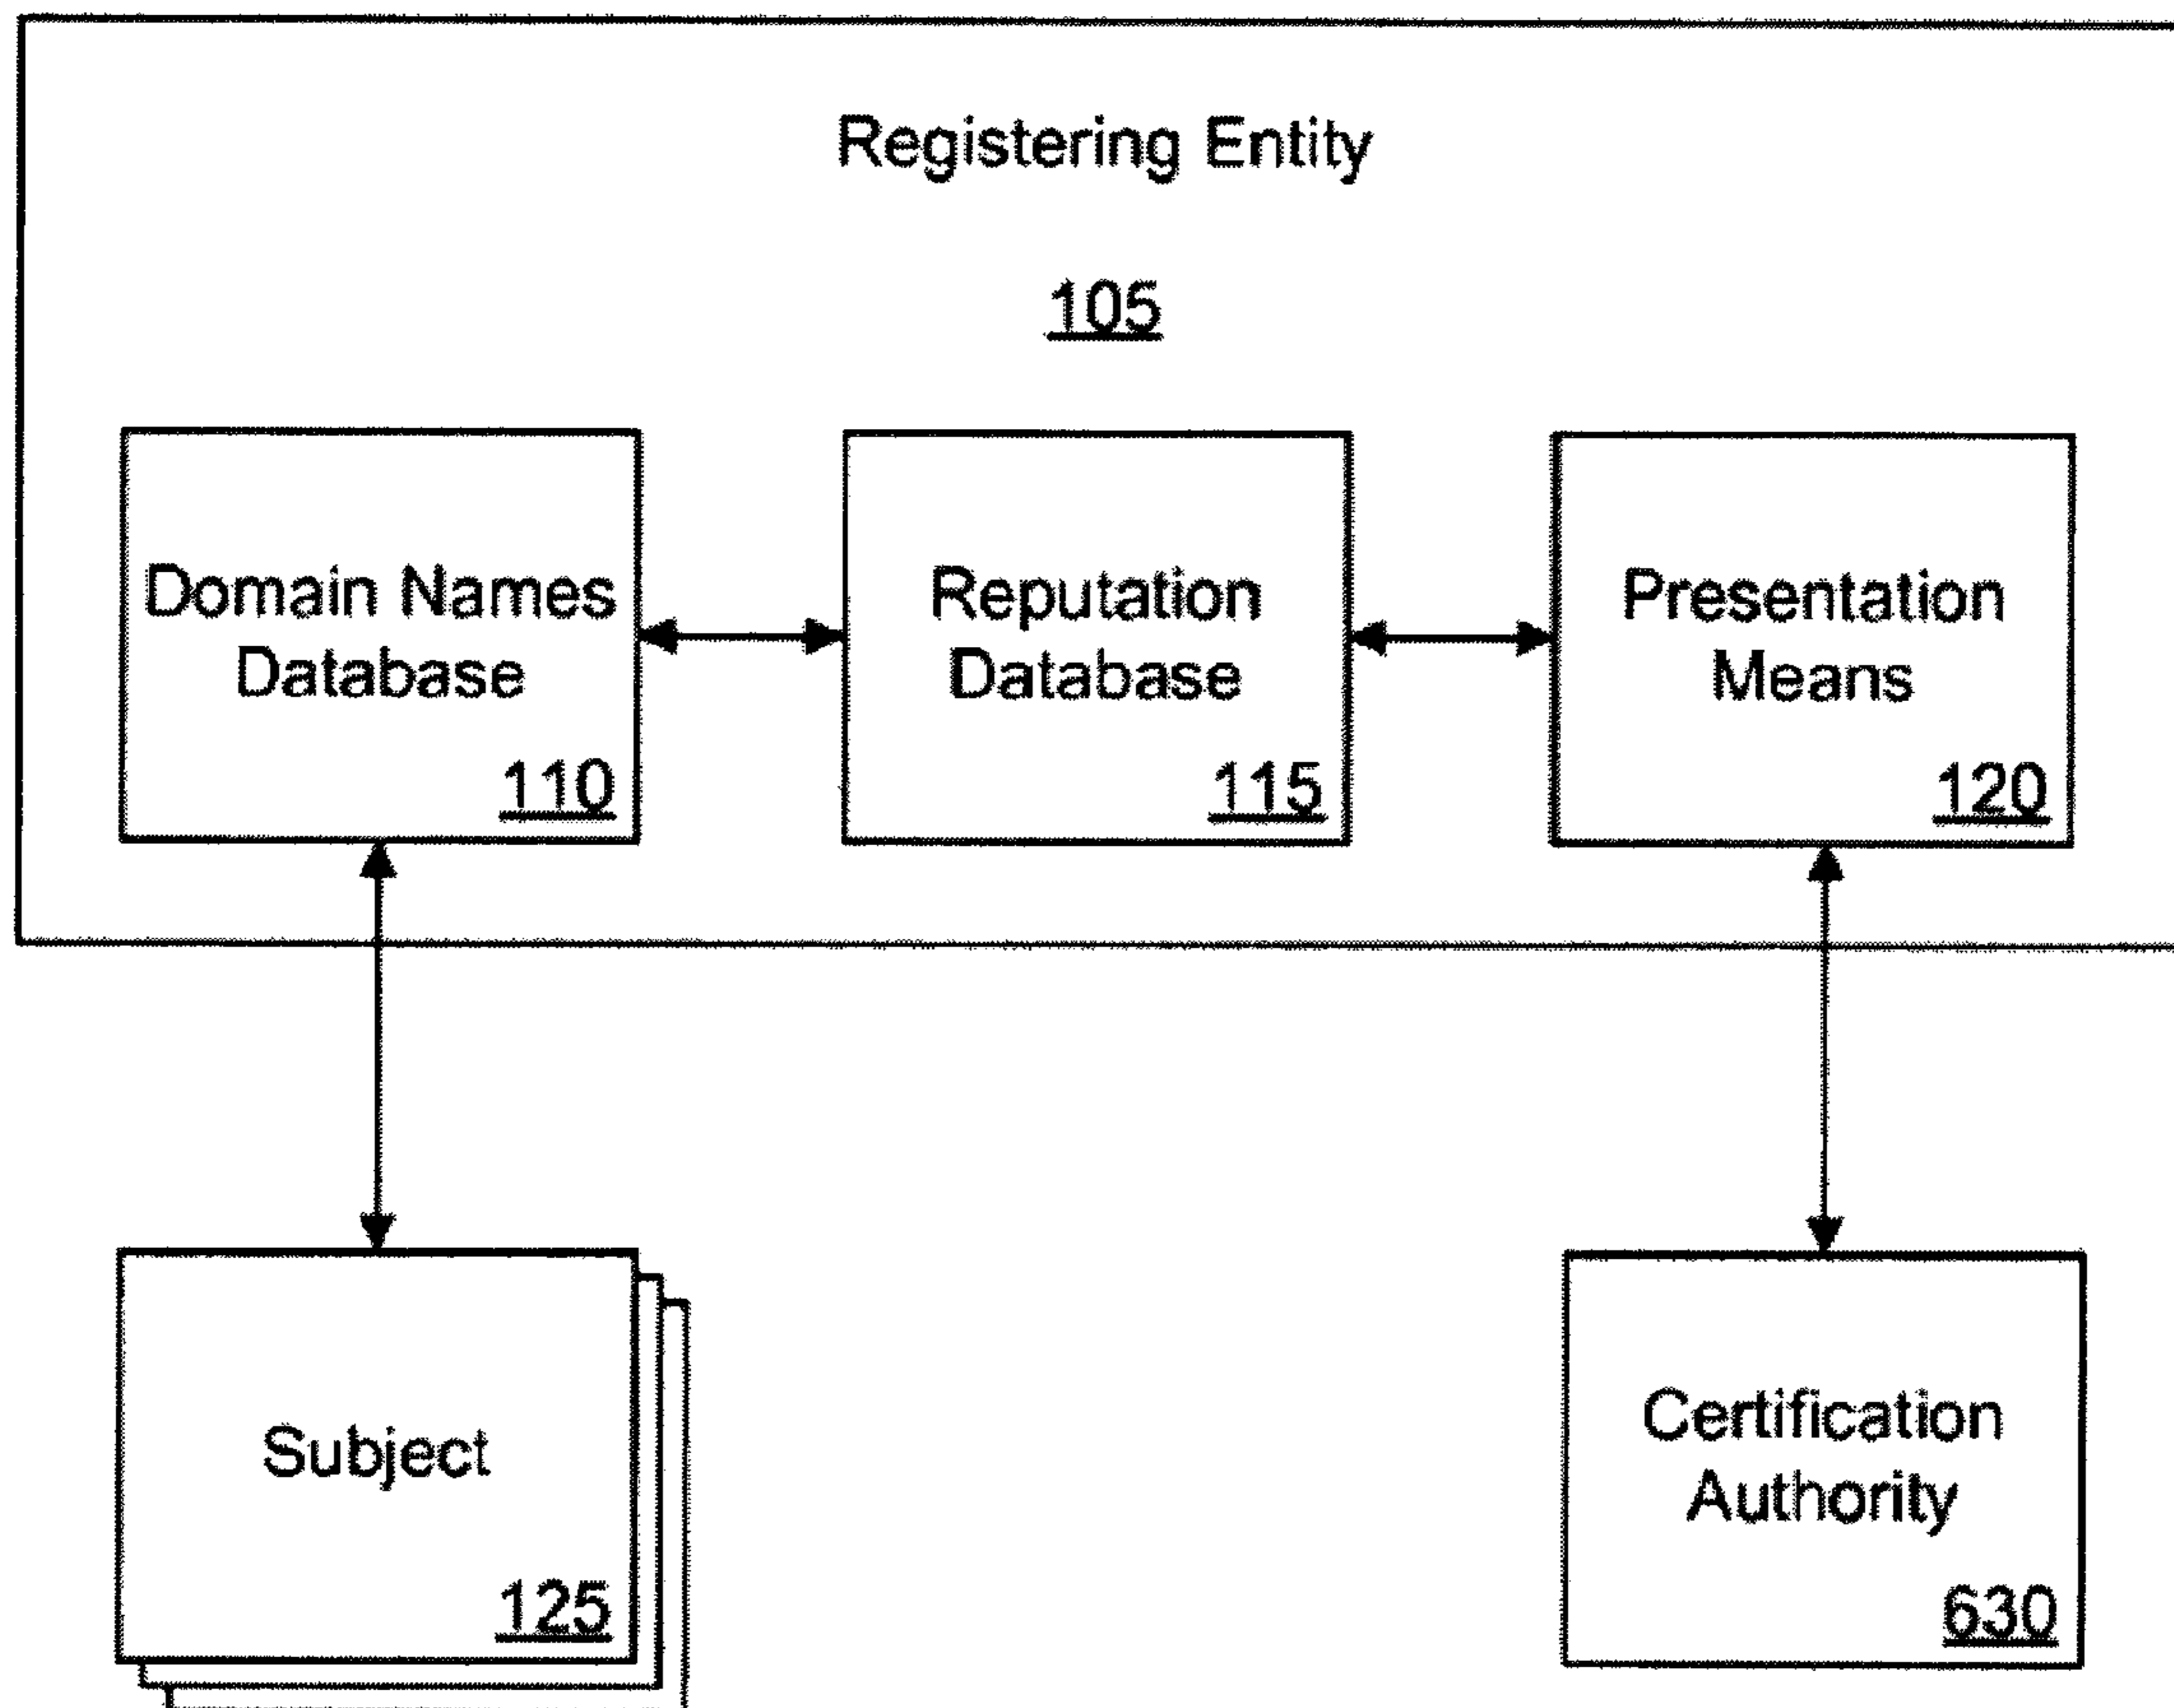 Registering Entity
105
Domain Names
Database
110
Reputation
Database
115
Presentation
Means
120
Subject
125
Certification
Authority
630